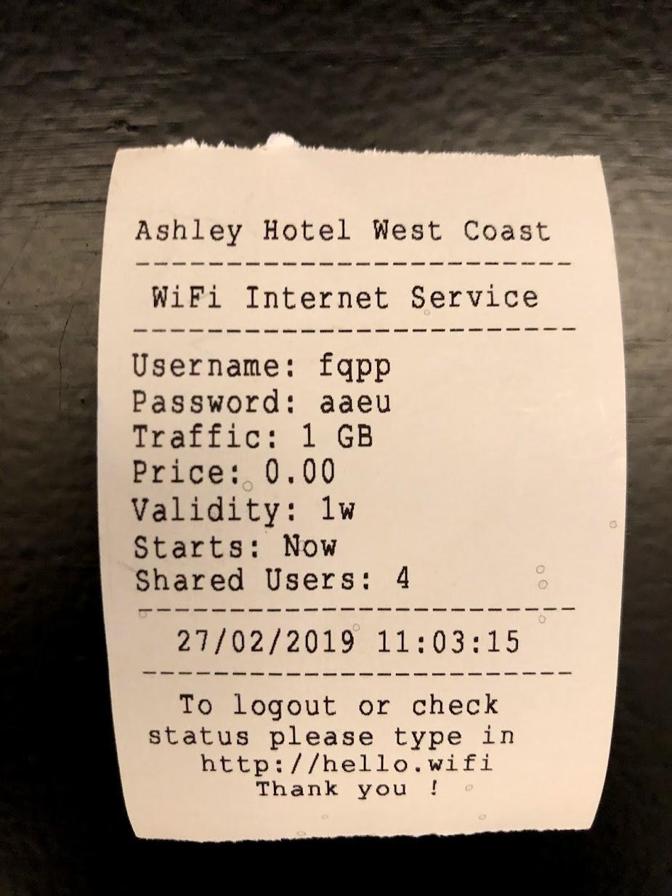 Ashley Hotel West Coast
------------------------
WiFi Internet Service
------------------------
Username: fqpp
Password: aaeu
Traffic: 1 GB
Price: 0.00
Validity: 1w
Starts: Now
Shared Users: 4
------------------------
27/02/2019 11:03:15
------------------------
To logout or check
status please type in
http://hello.wifi
Thank you !